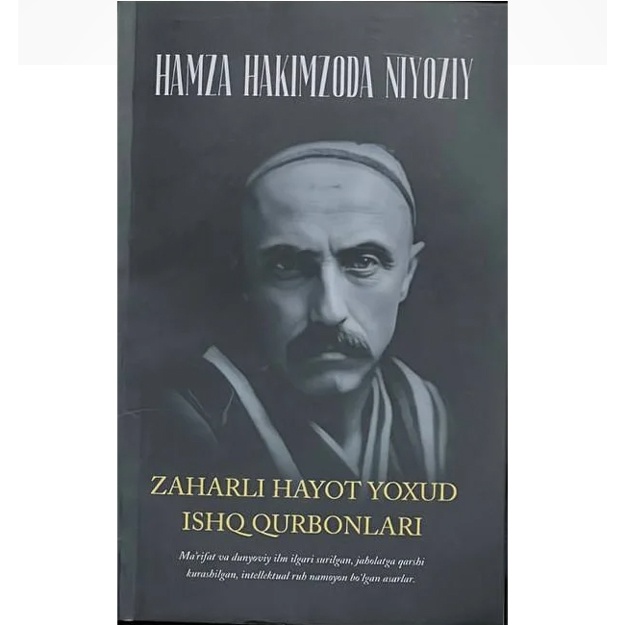 HAMZA HAKIMZODA NIYOZIY
ZAHARLI HAYOT YOXUD
ISHQ QURBONLARI
Ma'rifat va dunyoviy ilm ilgari surilgan, jaholatga qarshi
kurashilgan, intellektual ruh namoyon bo'lgan asarlar.